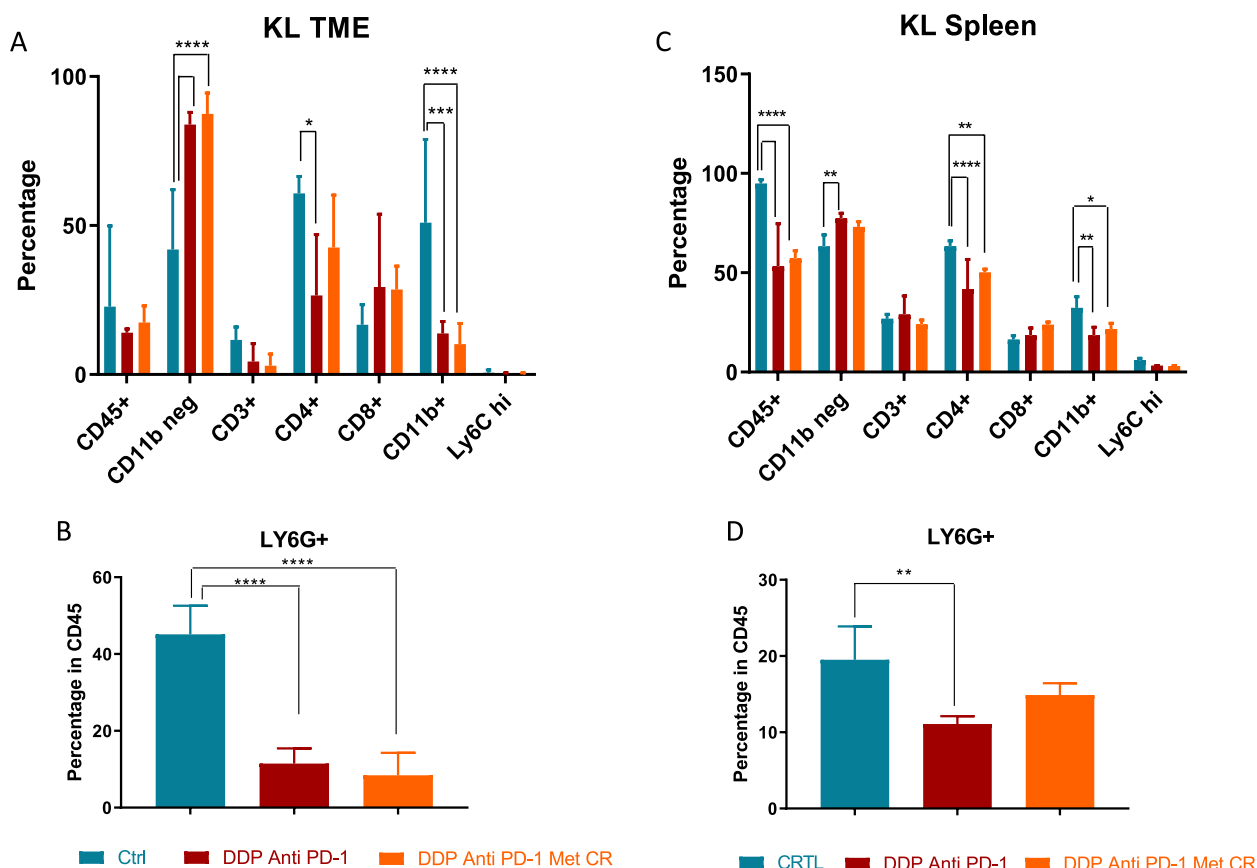 A
KL TME
Percentage
100
50
0
****
*
****
***
CD45+
CD11b neg
CD3+
CD4+
CD8+
CD11b+
Ly6C hi
C
KL Spleen
Percentage
150
100
50
0
****
**
**
****
*
**
CD45+
CD11b neg
CD3+
CD4+
CD8+
CD11b+
Ly6C hi
B
LY6G+
Percentage in CD45
60
40
20
0
****
****
Ctrl DDP Anti PD-1 DDP Anti PD-1 Met CR
D
LY6G+
Percentage in CD45
30
20
10
0
**
CRTL DDP Anti PD-1 DDP Anti PD-1 Met CR